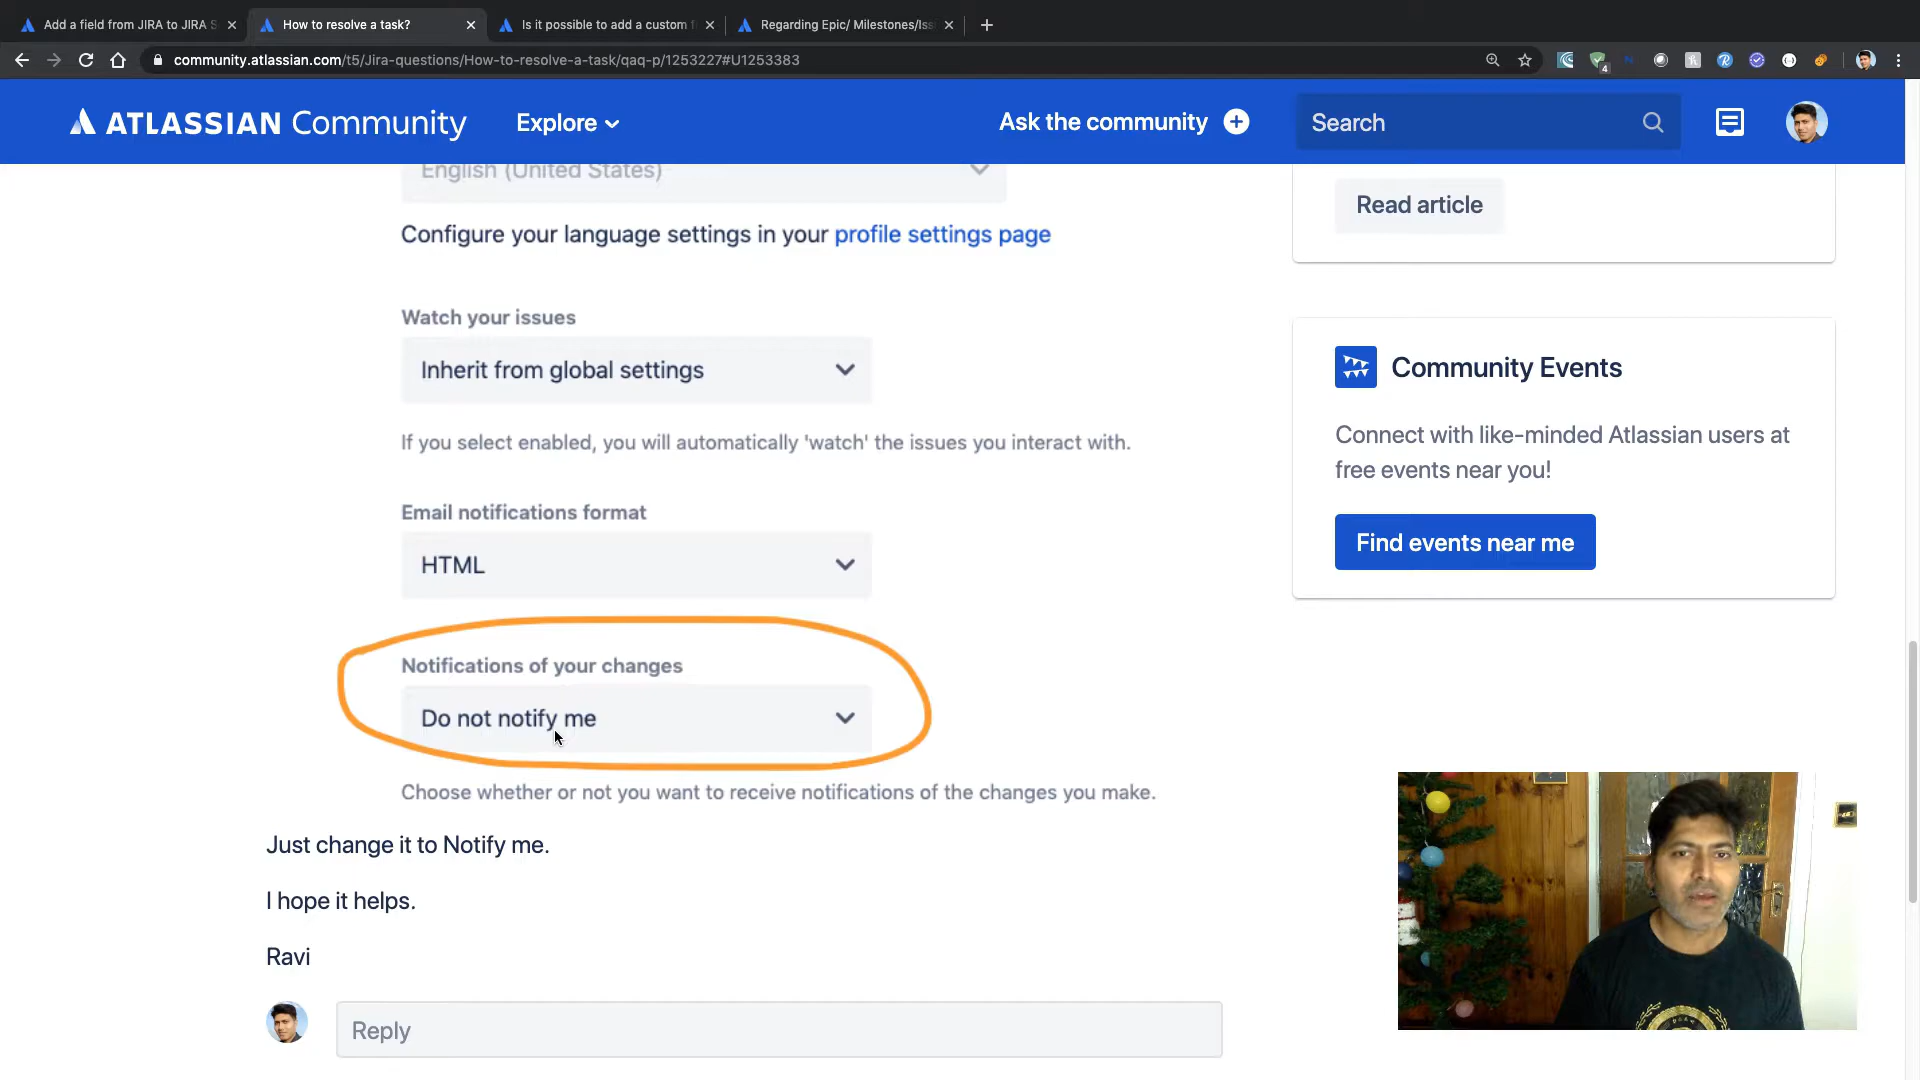 Add a field from JIRA to JIRA S
How to resolve a task?
Is it possible to add a custom f
Regarding Epic/ Milestones/Iss
community.atlassian.com/t5/Jira-questions/How-to-resolve-a-task/qaq-p/1253227#U1253383
4
ATLASSIAN Community
Explore
Ask the community
Search
English (United States)
Read article
Configure your language settings in your profile settings page
Watch your issues
Inherit from global settings
If you select enabled, you will automatically 'watch' the issues you interact with.
Community Events
Connect with like-minded Atlassian users at
free events near you!
Find events near me
Email notifications format
HTML
Notifications of your changes
Do not notify me
Choose whether or not you want to receive notifications of the changes you make.
Just change it to Notify me.
I hope it helps.
Ravi
Reply